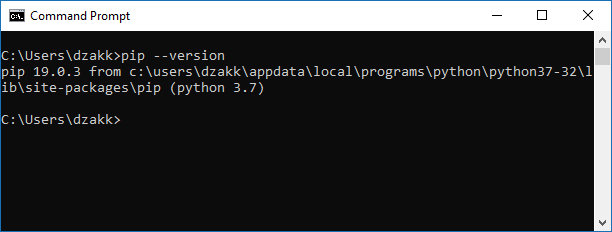 Command Prompt
C:\Users\dzakk>pip --version
pip 19.0.3 from c:\users\dzakk\appdata\local\programs\python\python37-32\l
ib\site-packages\pip (python 3.7)
C:\Users\dzakk>